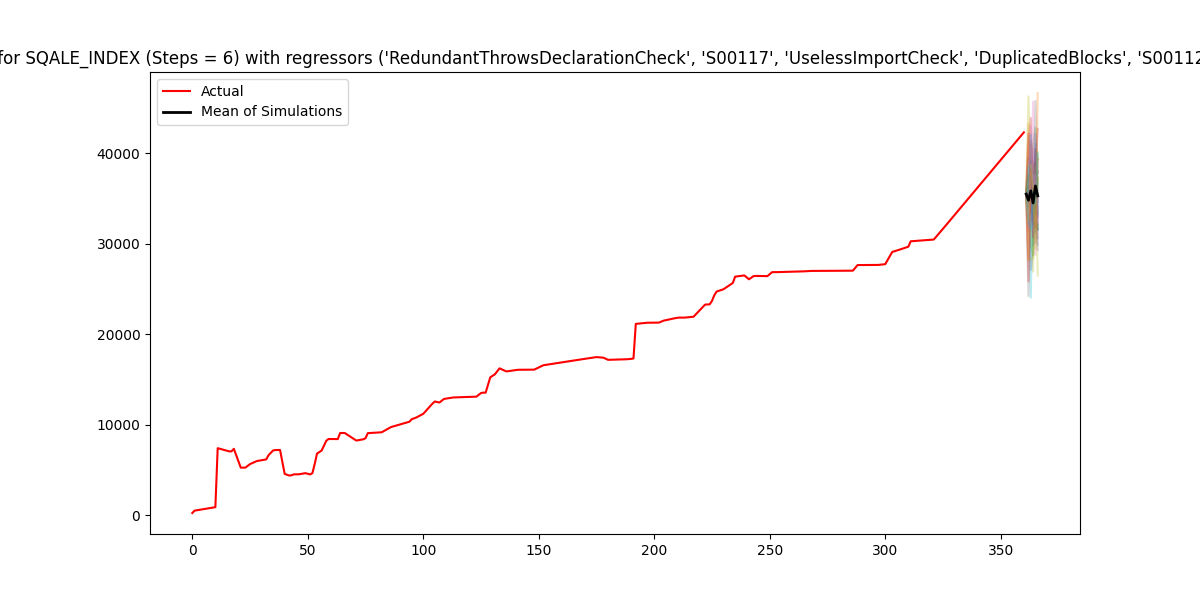 for SQALE_INDEX (Steps = 6) with regressors ('RedundantThrowsDeclarationCheck', 'S00117', 'UselessImportCheck', 'DuplicatedBlocks', 'S00112
Actual
Mean of Simulations
40000
30000
20000
10000
0
0 50 100 150 200 250 300 350